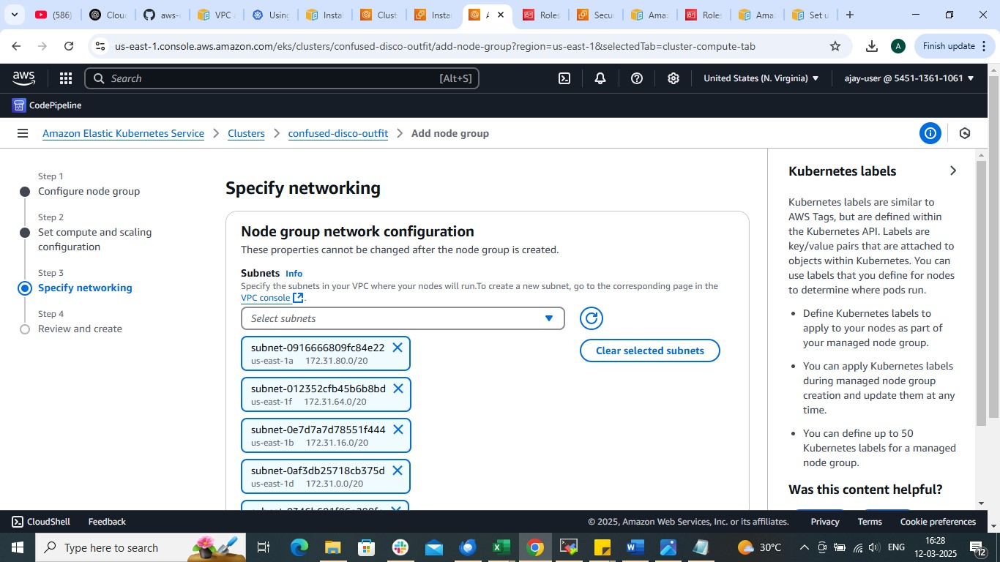 (586)
Cloud
aws-c
VPC
Using
Instal
Clust
Insta
A
Roles
Secu
Amaz
Roles
Amaz
Set u
us-east-1.console.aws.amazon.com/eks/clusters/confused-disco-outfit/add-node-group?region=us-east-1&selectedTab=cluster-compute-tab
A
Finish update
aws
Search
[Alt+S]
United States (N. Virginia)
ajay-user @ 5451-1361-1061
CodePipeline
Amazon Elastic Kubernetes Service
Clusters
confused-disco-outfit
Add node group
Step 1
Configure node group
Step 2
Set compute and scaling
configuration
Step 3
Specify networking
Step 4
Review and create
Specify networking
Node group network configuration
These properties cannot be changed after the node group is created.
Subnets Info
Specify the subnets in your VPC where your nodes will run.To create a new subnet, go to the corresponding page in the
VPC console .
Select subnets
subnet-0916666809fc84e22
us-east-1a 172.31.80.0/20
Clear selected subnets
subnet-012352cfb45b6b8bd
us-east-1f 172.31.64.0/20
subnet-0e7d7a7d78551f444
us-east-1b 172.31.16.0/20
subnet-0af3db25718cb375d
us-east-1d 172.31.0.0/20
Kubernetes labels
Kubernetes labels are similar to
AWS Tags, but are defined within
the Kubernetes API. Labels are
key/value pairs that are attached to
objects within Kubernetes. You can
use labels that you define for nodes
to determine where pods run.
• Define Kubernetes labels to
apply to your nodes as part of
your managed node group.
• You can apply Kubernetes labels
during managed node group
creation and update them at any
time.
• You can define up to 50
Kubernetes labels for a managed
node group.
Was this content helpful?
CloudShell
Feedback
© 2025, Amazon Web Services, Inc. or its affiliates.
Privacy
Terms
Cookie preferences
Type here to search
30°C
ENG
16:28
12-03-2025
12